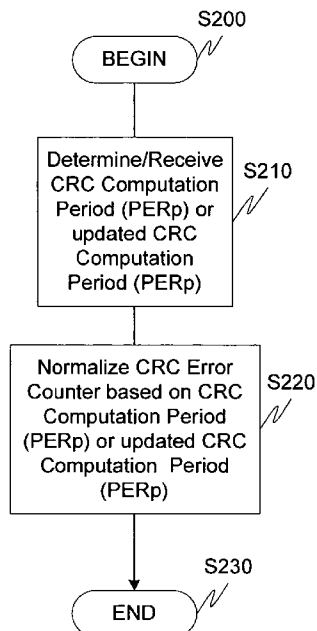 S200
BEGIN
Determine/Receive
CRC Computation
Period (PERp) or
updated CRC
Computation
Period (PERp)
S210
Normalize CRC Error
Counter based on CRC
Computation Period
(PERp) or updated CRC
Computation Period
(PERp)
S220
S230
END